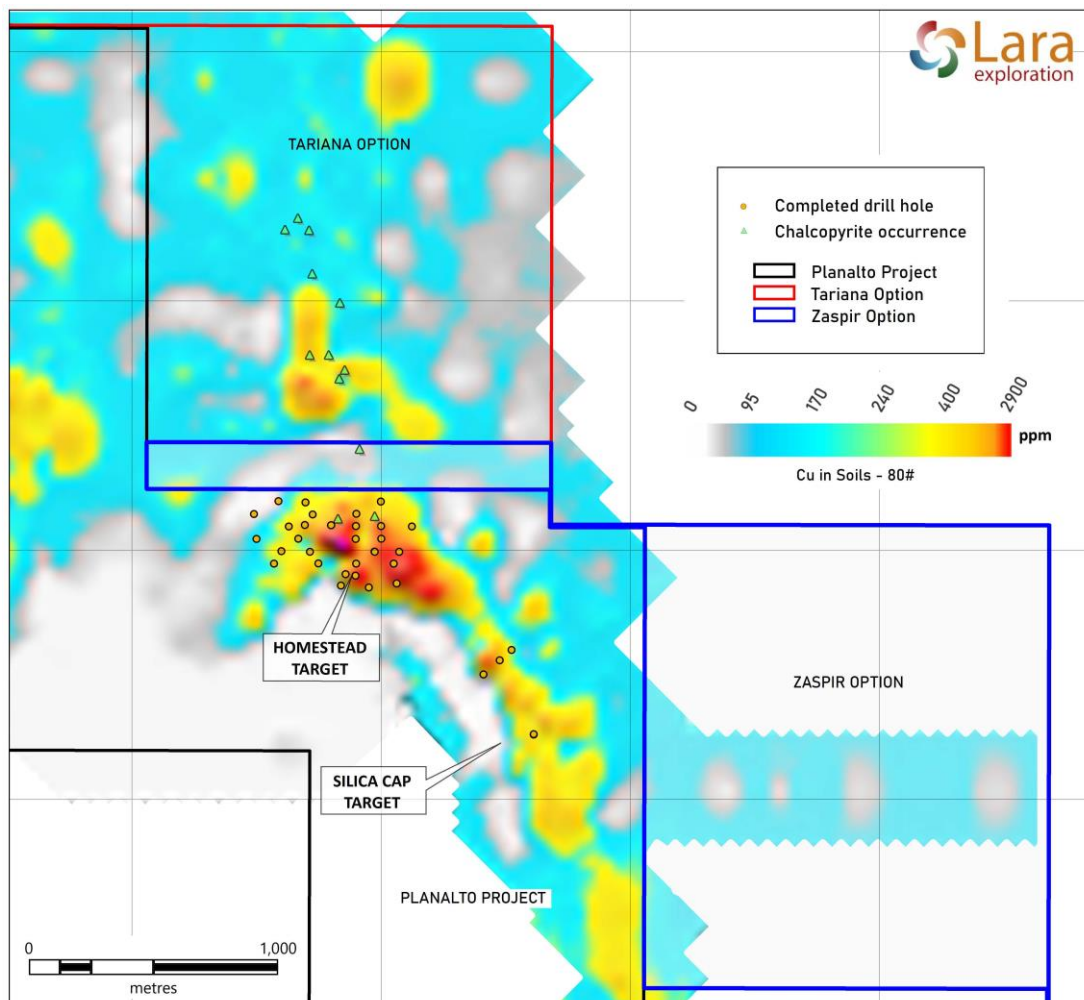 Lara
exploration
TARIANA OPTION
Completed drill hole
Chalcopyrite occurrence
Planalto Project
Tariana Option
Zaspir Option
0 95 170 240 400 2900
ppm
Cu in Soils - 80#
HOMESTEAD
TARGET
ZASPIR OPTION
SILICA CAP
TARGET
PLANALTO PROJECT
0 1,000
metres